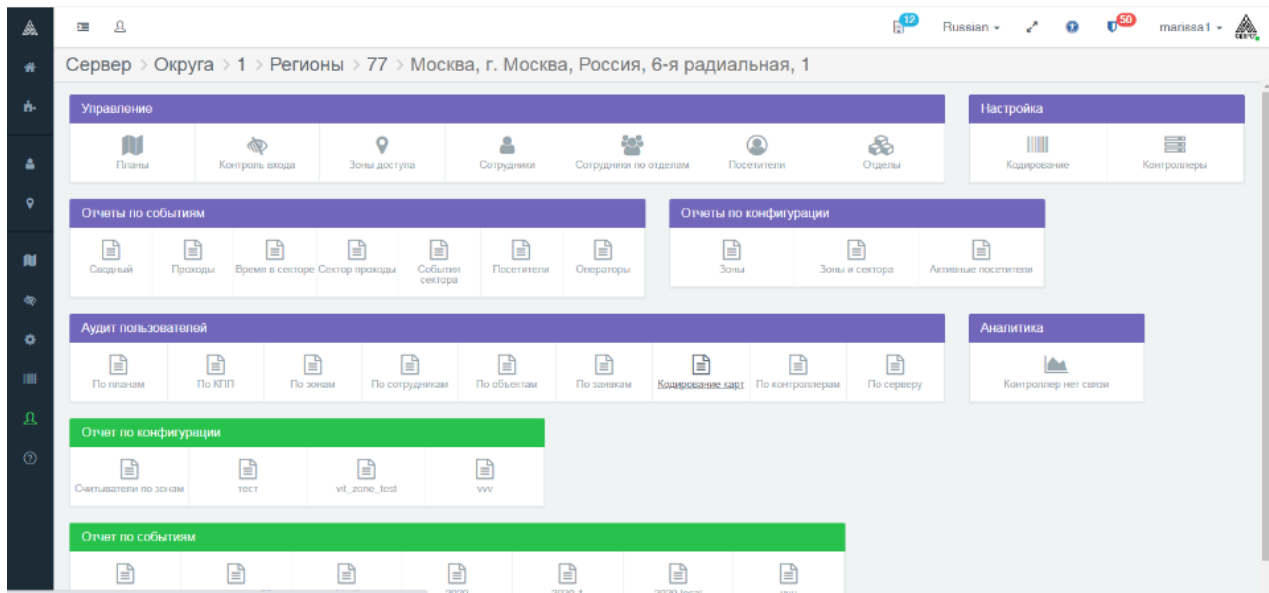 12
Russian
50
marissa1
Сервер > Округа > 1 > Регионы > 77 > Москва, г. Москва, Россия, 6-я радиальная, 1
Управление
Настройка
Планы Контроль входа Зоны доступа Сотрудники Сотрудники по отделам Посетители Отделы
Кодирование Контроллеры
Отчеты по событиям
Отчеты по конфигурации
Сводный Проходы Время в секторе Сектор проходы События Посетители Операторы
сектора
Зоны Зоны и сектора Активные посетители
Аудит пользователей
Аналитика
По планам По КПП По зонам По сотрудникам По объектам По заявкам Кодирование карт По контроллерам По серверу
Контроллер нет связи
Отчет по конфигурации
Считыватели по зонам тест vit_zone_test vvv
Отчет по событиям